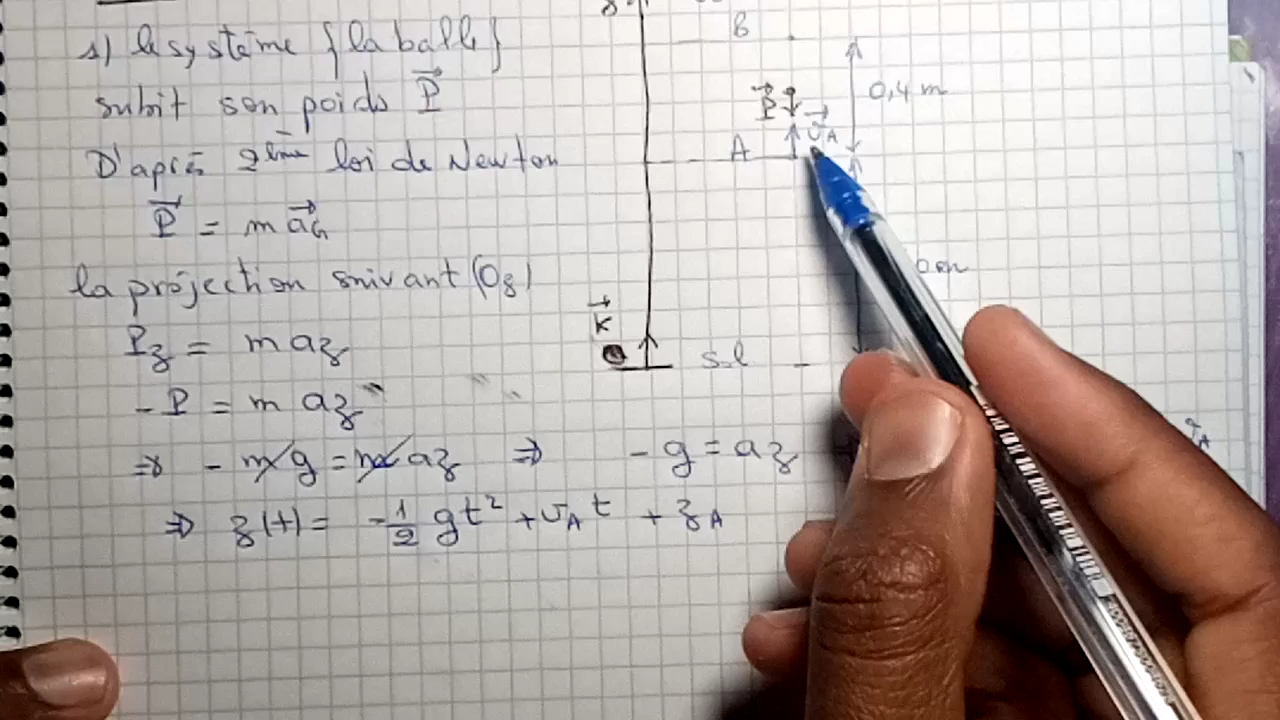 1) le système {la balle}
subit son poids P⃗
D'après 2ème loi de Newton
P⃗ = m a⃗G
la projection suivant (Oz)
Pz = m az
- P = m az
⇒ - m g = m az ⇒ - g = az
⇒ z(t) = - 1/2 g t² + vA t + zA
z
B
0,4 m
P⃗
v⃗A
A
k⃗
sol